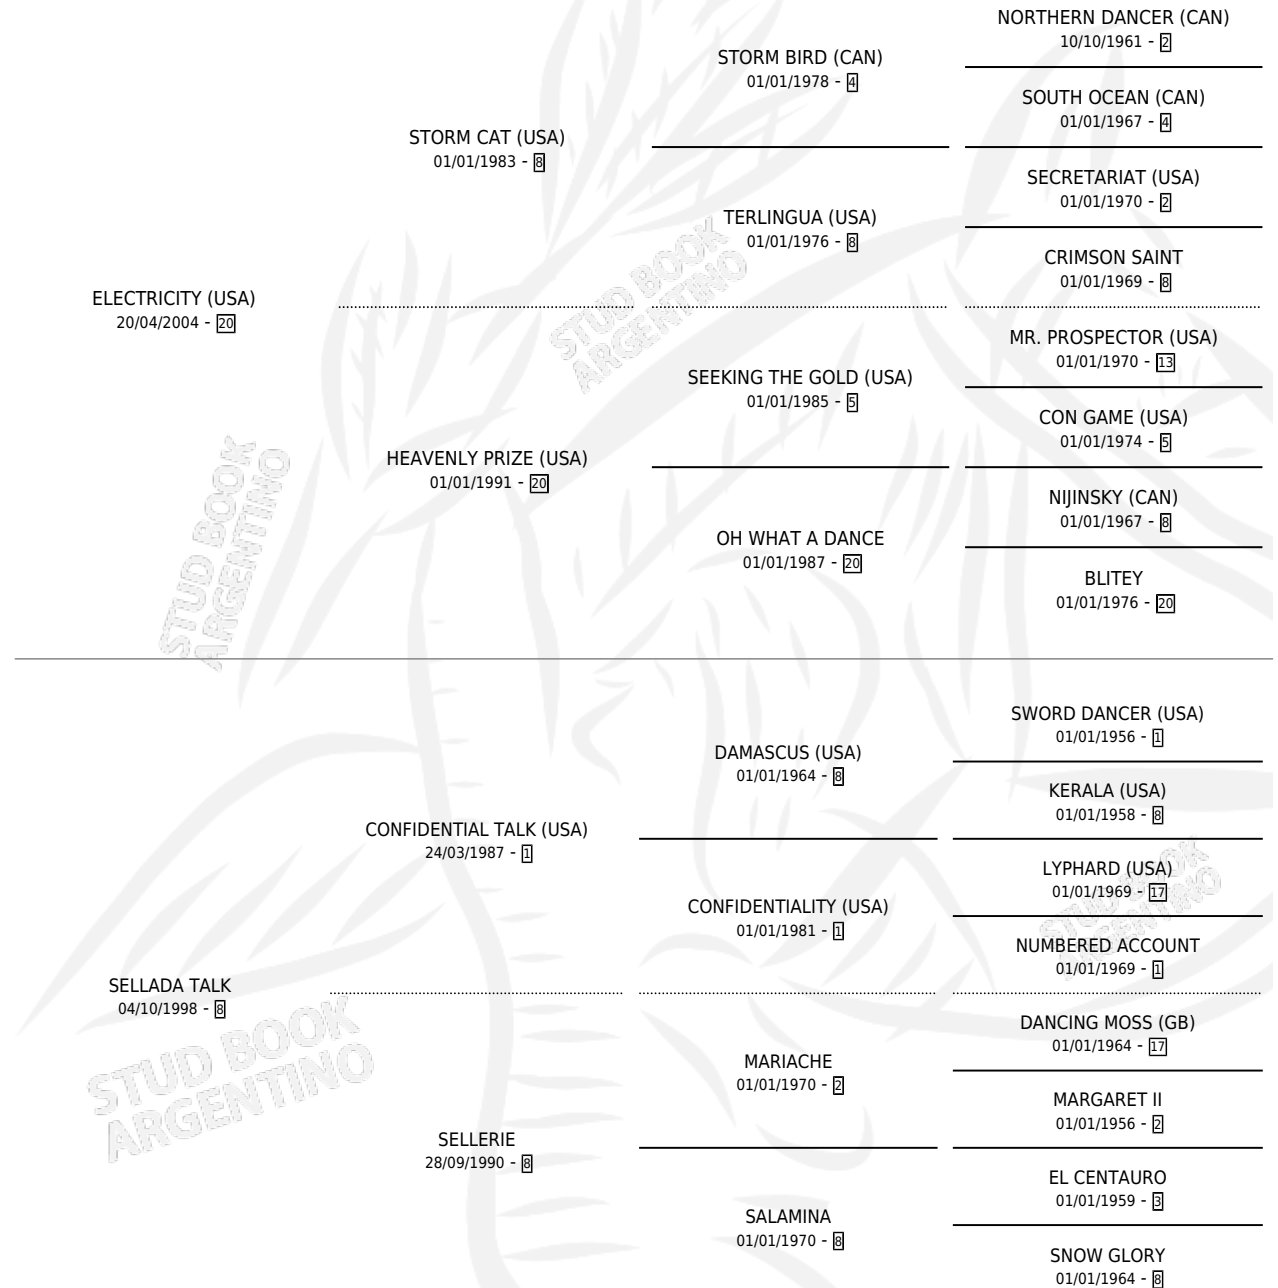 NORTHERN DANCER (CAN)
10/10/1961 - 2
STORM BIRD (CAN)
01/01/1978 - 4
SOUTH OCEAN (CAN)
01/01/1967 - 4
STORM CAT (USA)
01/01/1983 - 8
SECRETARIAT (USA)
01/01/1970 - 2
TERLINGUA (USA)
01/01/1976 - 8
CRIMSON SAINT
01/01/1969 - 8
ELECTRICITY (USA)
20/04/2004 - 20
MR. PROSPECTOR (USA)
01/01/1970 - 13
SEEKING THE GOLD (USA)
01/01/1985 - 5
CON GAME (USA)
01/01/1974 - 5
HEAVENLY PRIZE (USA)
01/01/1991 - 20
NIJINSKY (CAN)
01/01/1967 - 8
OH WHAT A DANCE
01/01/1987 - 20
BLITEY
01/01/1976 - 20
SWORD DANCER (USA)
01/01/1956 - 1
DAMASCUS (USA)
01/01/1964 - 8
KERALA (USA)
01/01/1958 - 8
CONFIDENTIAL TALK (USA)
24/03/1987 - 1
LYPHARD (USA)
01/01/1969 - 17
CONFIDENTIALITY (USA)
01/01/1981 - 1
NUMBERED ACCOUNT
01/01/1969 - 1
SELLADA TALK
04/10/1998 - 8
DANCING MOSS (GB)
01/01/1964 - 17
MARIACHE
01/01/1970 - 2
MARGARET II
01/01/1956 - 2
SELLERIE
28/09/1990 - 8
EL CENTAURO
01/01/1959 - 3
SALAMINA
01/01/1970 - 8
SNOW GLORY
01/01/1964 - 8
STUD BOOK
ARGENTINO
STUD BOOK
ARGENTINO
STUD BOOK
ARGENTINO
STUD BOOK
ARGENTINO